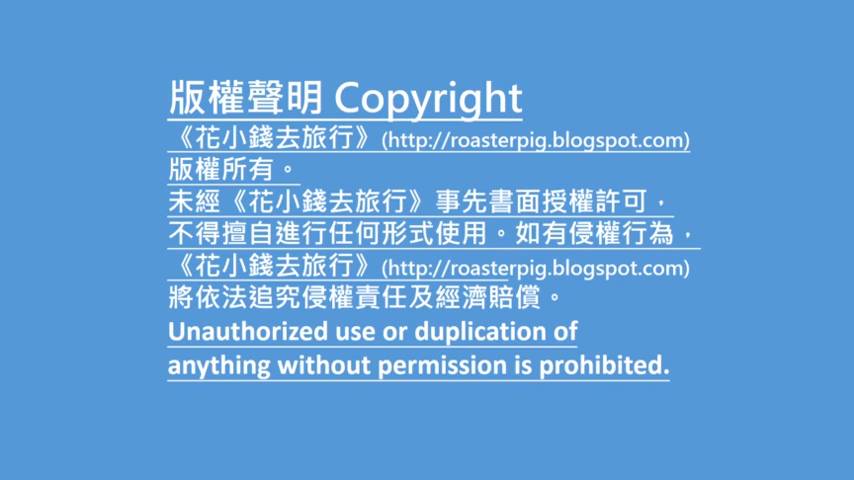 版權聲明 Copyright
《花小錢去旅行》(http://roasterpig.blogspot.com)
版權所有。
未經《花小錢去旅行》事先書面授權許可，
不得擅自進行任何形式使用。如有侵權行為，
《花小錢去旅行》(http://roasterpig.blogspot.com)
將依法追究侵權責任及經濟賠償。
Unauthorized use or duplication of
anything without permission is prohibited.